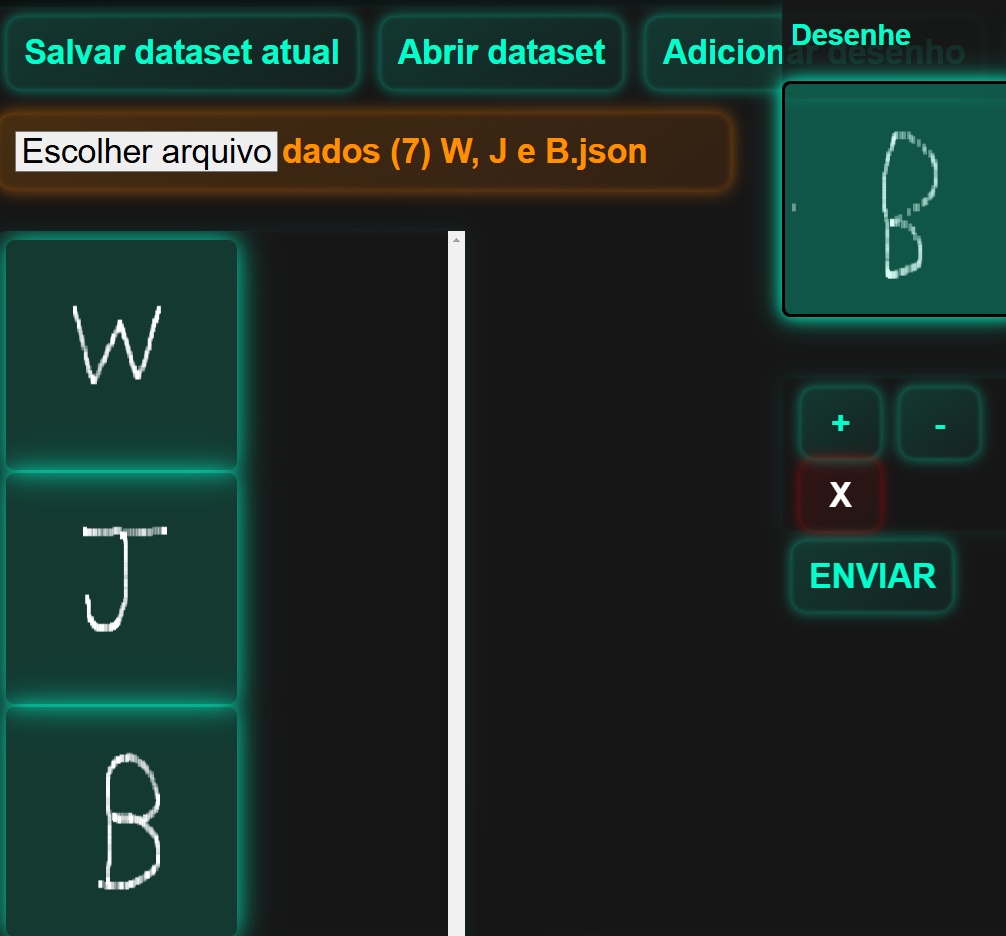 Salvar dataset atual
Abrir dataset
Adicionar desenho
Desenhe
Escolher arquivo dados (7) W, J e B.json
W
J
B
B
+
-
X
ENVIAR